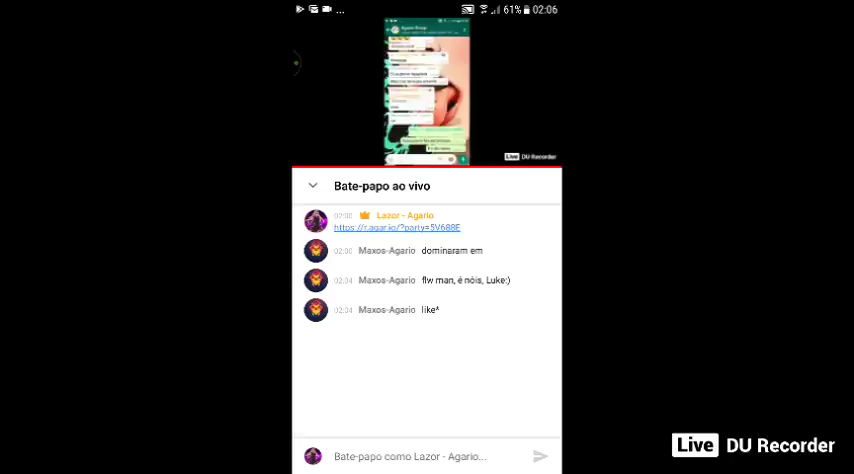 ... 61% 02:06
Live DU Recorder
Bate-papo ao vivo
02:00 Lazor - Agario
https://r.agar.io/?party=5V688E
02:00 Maxos-Agario dominaram em
02:04 Maxos-Agario flw man, é nóis, Luke:)
02:04 Maxos-Agario like*
Bate-papo como Lazor - Agario...
Live DU Recorder